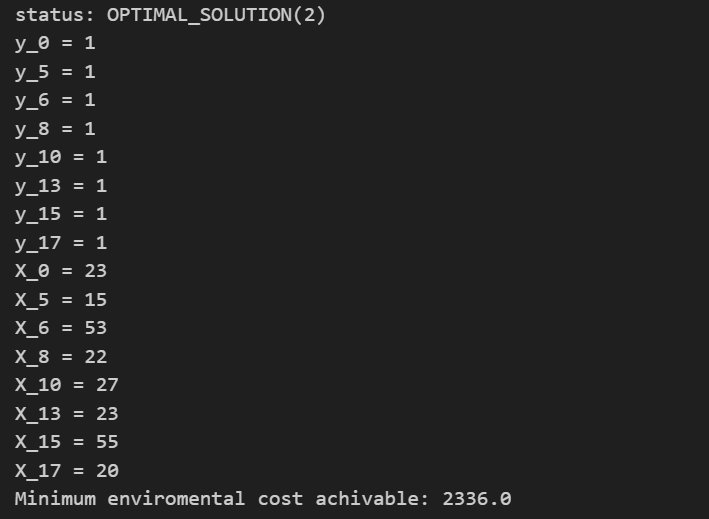 status: OPTIMAL_SOLUTION(2)
y_0 = 1
y_5 = 1
y_6 = 1
y_8 = 1
y_10 = 1
y_13 = 1
y_15 = 1
y_17 = 1
X_0 = 23
X_5 = 15
X_6 = 53
X_8 = 22
X_10 = 27
X_13 = 23
X_15 = 55
X_17 = 20
Minimum enviromental cost achivable: 2336.0